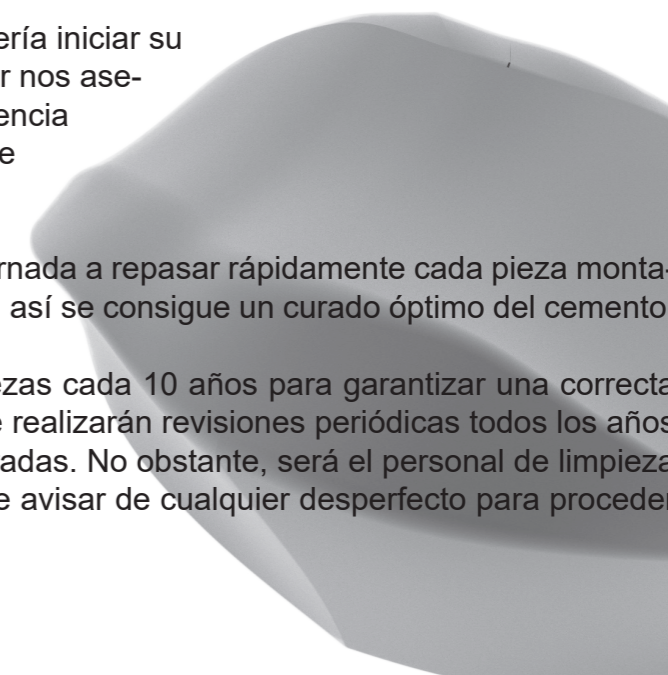 ería iniciar su
r nos ase-
encia
e
rnada a repasar rápidamente cada pieza monta-
así se consigue un curado óptimo del cemento
ezas cada 10 años para garantizar una correcta
e realizarán revisiones periódicas todos los años
adas. No obstante, será el personal de limpieza
e avisar de cualquier desperfecto para proceder